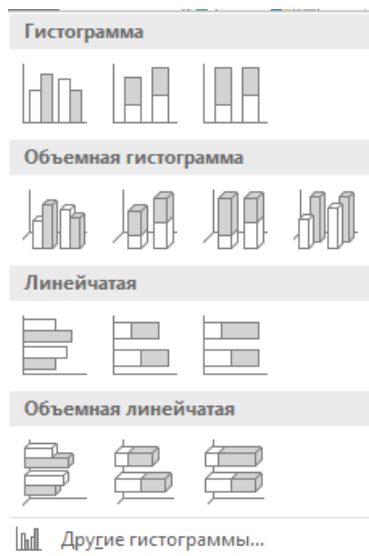 Гистограмма
Объемная гистограмма
Линейчатая
Объемная линейчатая
Другие гистограммы...